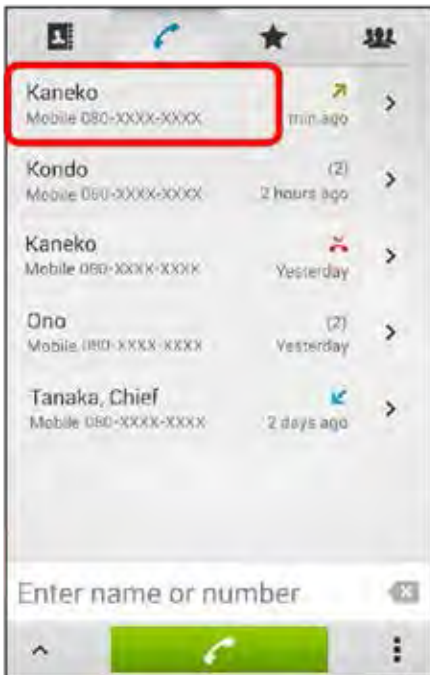 Kaneko
Mobile 080-XXXX-XXXX
min ago
Kondo
Mobile 080-XXXX-XXXX
(2)
2 hours ago
Kaneko
Mobile 080-XXXX-XXXX
Yesterday
Ono
Mobile 080-XXXX-XXXX
(2)
Yesterday
Tanaka, Chief
Mobile 080-XXXX-XXXX
2 days ago
Enter name or number